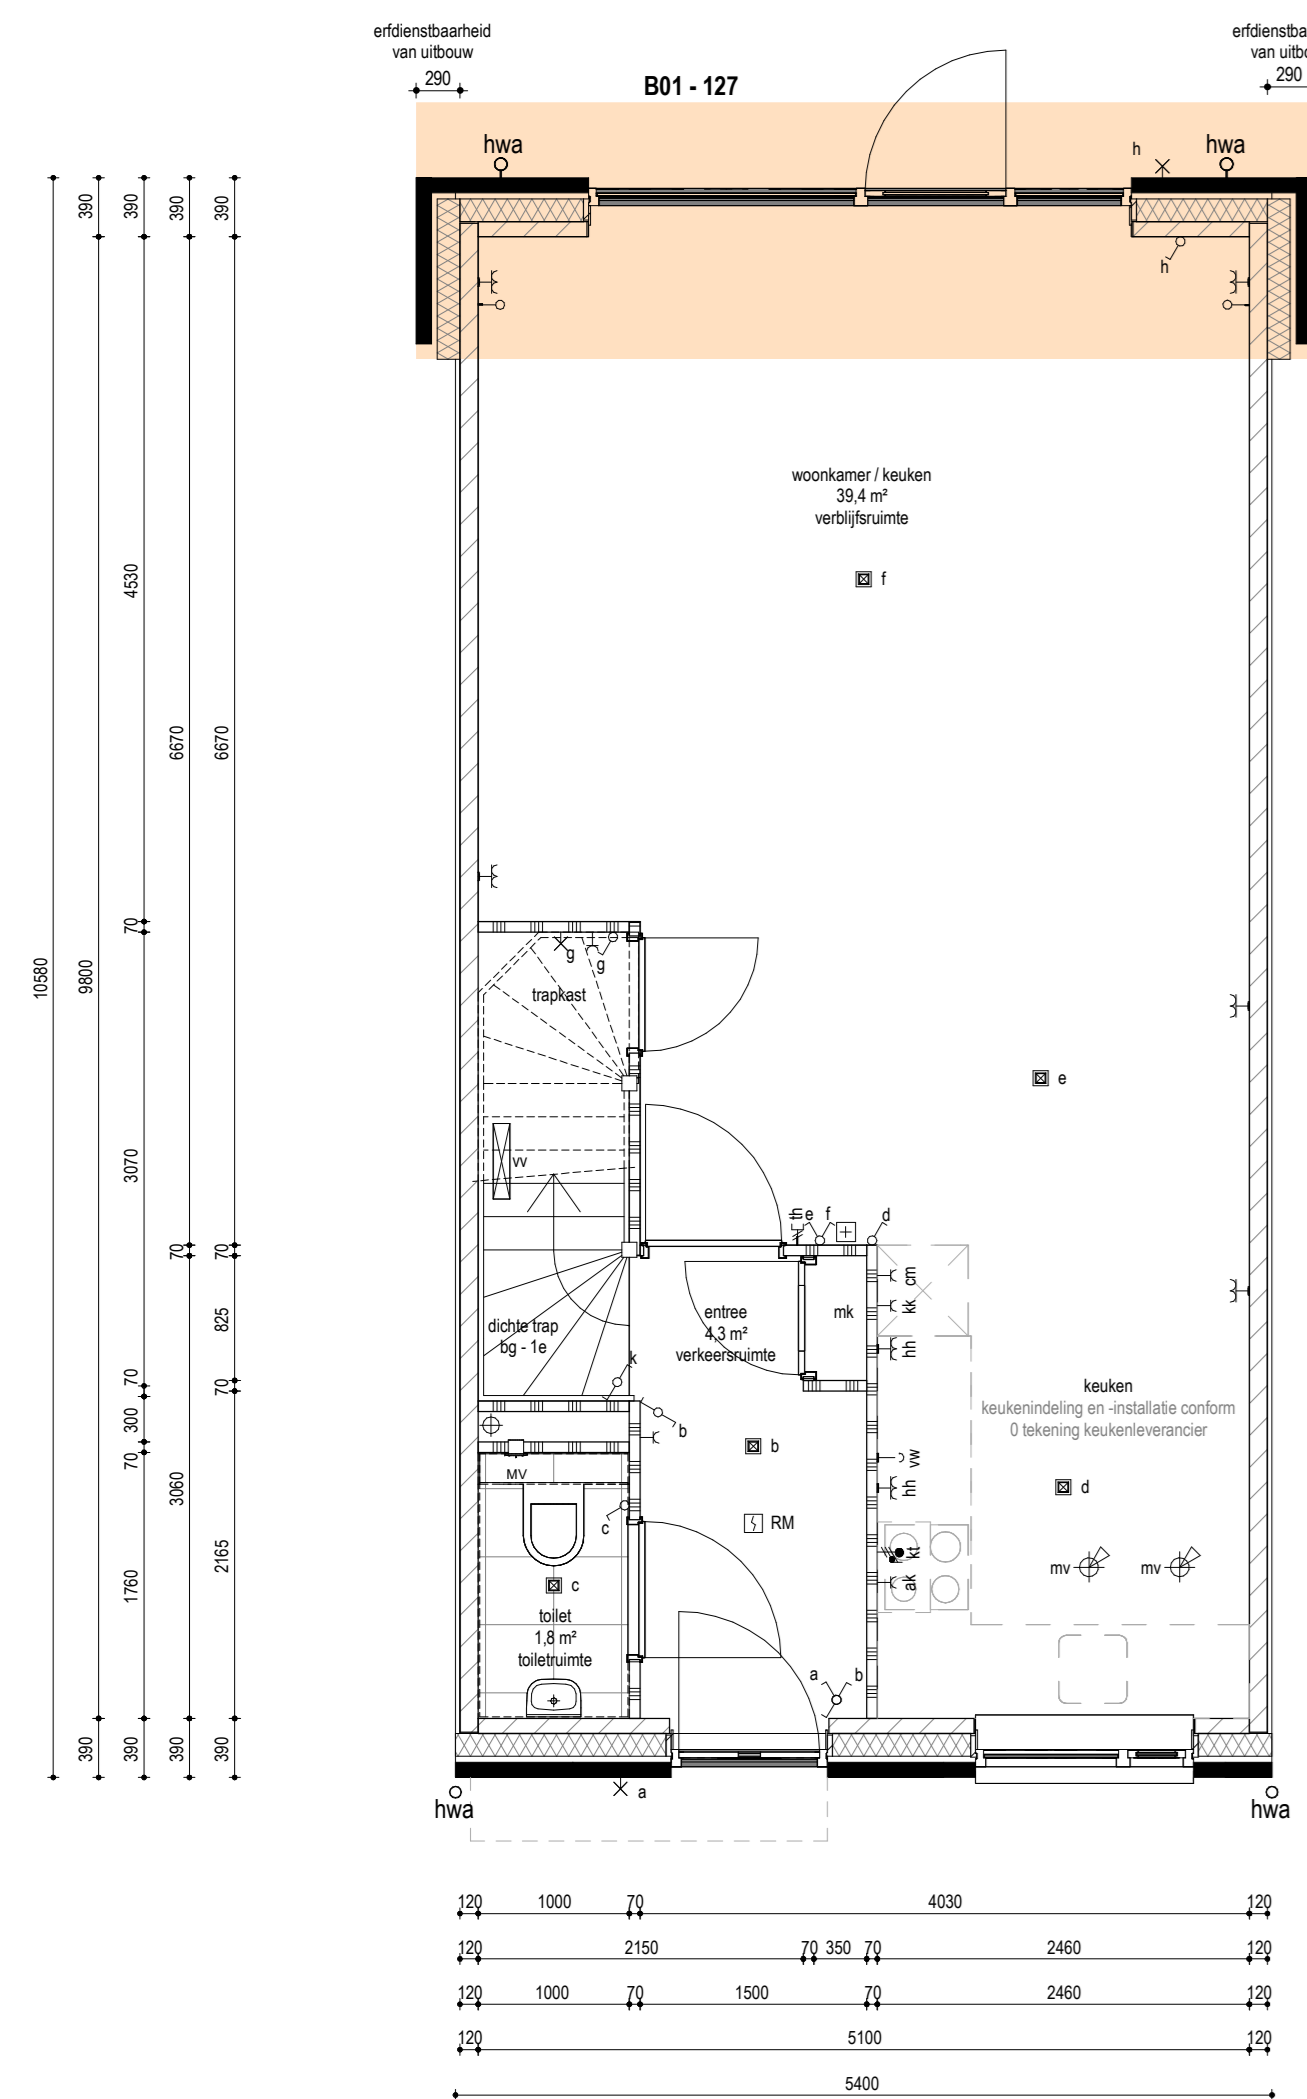 erfdienstbaarheid
van uitbouw
290
B01 - 127
erfdienstba
van uitbo
290
hwa
hwa
h
h
390
390
390
390
10580
9800
4530
6670
6670
70
3070
70
70
825
70
70
300
70
3060
1760
2165
390
390
390
390
woonkamer / keuken
39,4 m²
verblijfsruimte
f
g
g
trapkast
e
vv
th
e
f
d
cm
kk
hh
entree
4,3 m²
verkeersruimte
mk
dichte trap
bg - 1e
k
keuken
keukenindeling en -installatie conform
0 tekening keukenleverancier
b
b
vw
hh
d
MV
c
RM
kt
ak
mv
mv
c
toilet
1,8 m²
toiletruimte
a
b
a
hwa
hwa
120 1000 70 4030 120
120 2150 70 350 70 2460 120
120 1000 70 1500 70 2460 120
120 5100 120
5400